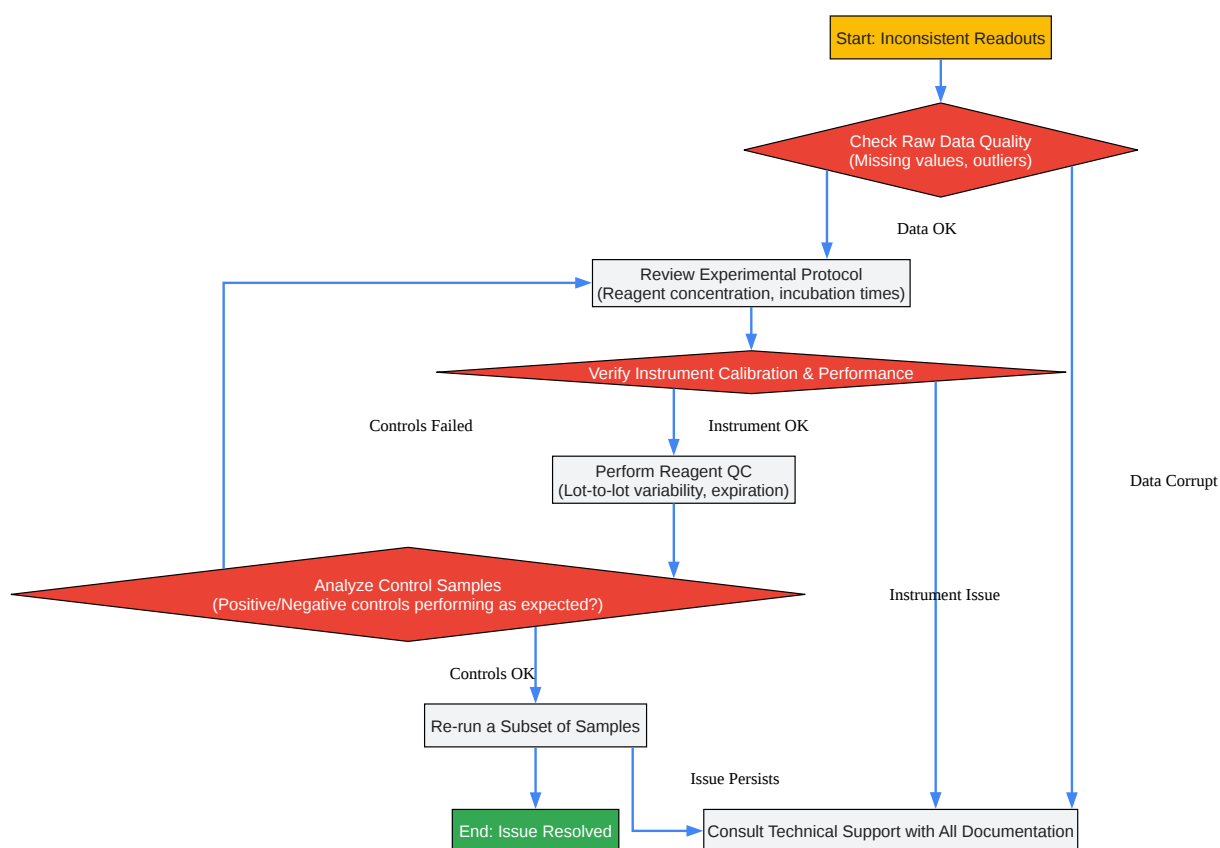 Start: Inconsistent Readouts
Check Raw Data Quality
(Missing values, outliers)
Data OK
Review Experimental Protocol
(Reagent concentration, incubation times)
Verify Instrument Calibration & Performance
Controls Failed
Instrument OK
Perform Reagent QC
(Lot-to-lot variability, expiration)
Data Corrupt
Analyze Control Samples
(Positive/Negative controls performing as expected?)
Instrument Issue
Controls OK
Re-run a Subset of Samples
Issue Persists
End: Issue Resolved
Consult Technical Support with All Documentation